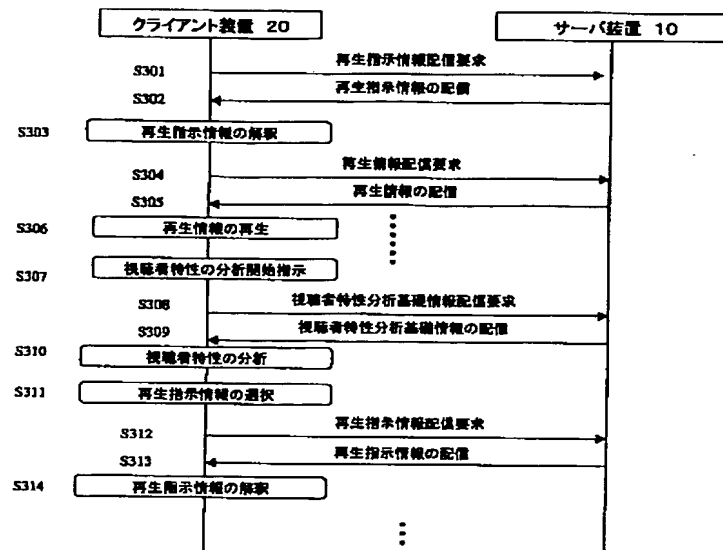 クライアント装置 20
サーバ装置 10
再生指示情報配信要求
S301
再生指示情報の配信
S302
S303
再生指示情報の解釈
再生情報配信要求
S304
再生情報の配信
S305
S306
再生情報の再生
S307
視聴者特性の分析開始指示
視聴者特性分析基礎情報配信要求
S308
視聴者特性分析基礎情報の配信
S309
S310
視聴者特性の分析
S311
再生指示情報の選択
再生指示情報配信要求
S312
再生指示情報の配信
S313
S314
再生指示情報の解釈